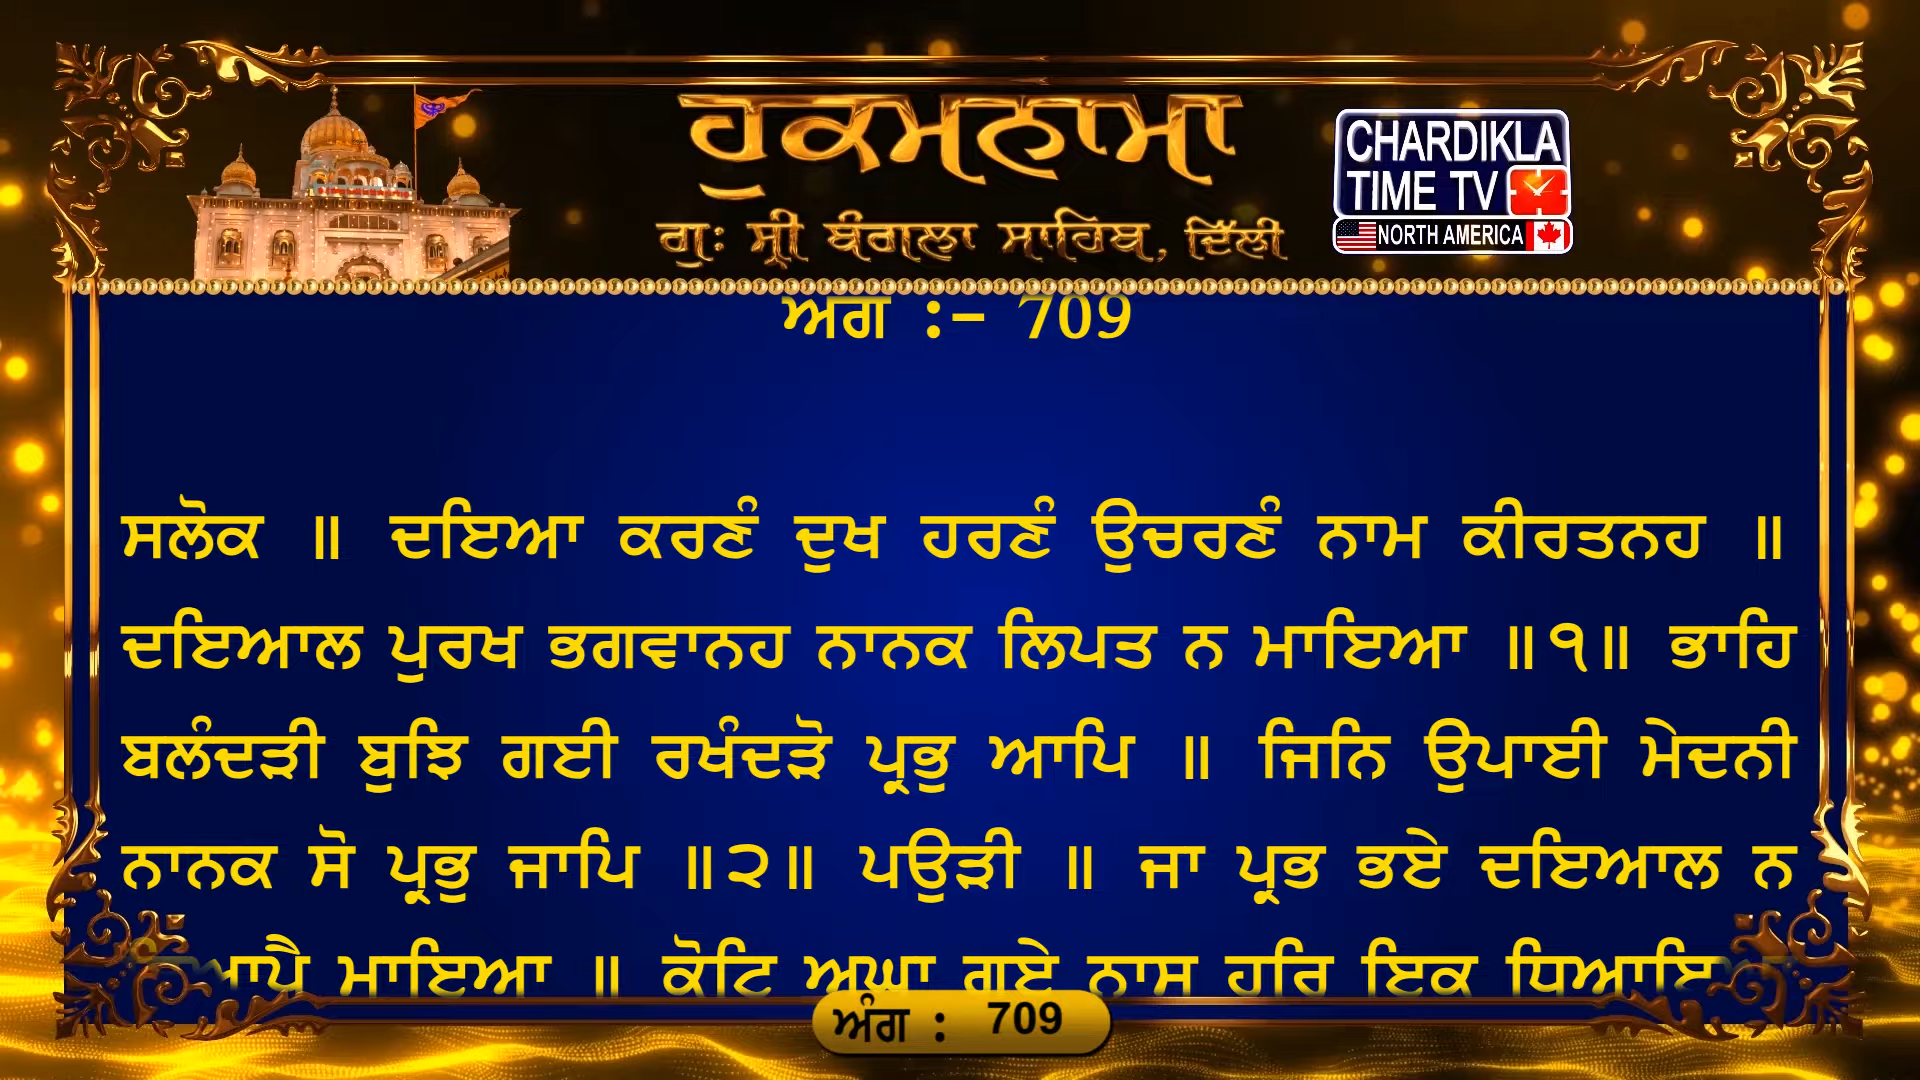 ਹੁਕਮਨਾਮਾ
ਗੁਃ ਸ੍ਰੀ ਬੰਗਲਾ ਸਾਹਿਬ, ਦਿੱਲੀ
CHARDIKLA
TIME TV
NORTH AMERICA
ਅੰਗ :- 709
ਸਲੋਕ ॥ ਦਇਆ ਕਰਣੰ ਦੁਖ ਹਰਣੰ ਉਚਰਣੰ ਨਾਮ ਕੀਰਤਨਹ ॥
ਦਇਆਲ ਪੁਰਖ ਭਗਵਾਨਹ ਨਾਨਕ ਲਿਪਤ ਨ ਮਾਇਆ ॥੧॥ ਭਾਹਿ
ਬਲੰਦੜੀ ਬੁਝਿ ਗਈ ਰਖੰਦੜੋ ਪ੍ਰਭੁ ਆਪਿ ॥ ਜਿਨਿ ਉਪਾਈ ਮੇਦਨੀ
ਨਾਨਕ ਸੋ ਪ੍ਰਭੁ ਜਾਪਿ ॥੨॥ ਪਉੜੀ ॥ ਜਾ ਪ੍ਰਭ ਭਏ ਦਇਆਲ ਨ
ਮਾਇਆ ॥ ਕੋਟਿ ਅਘਾ ਗਏ ਨਾਸ ਹਰਿ ਇਕ
ਅੰਗ : 709